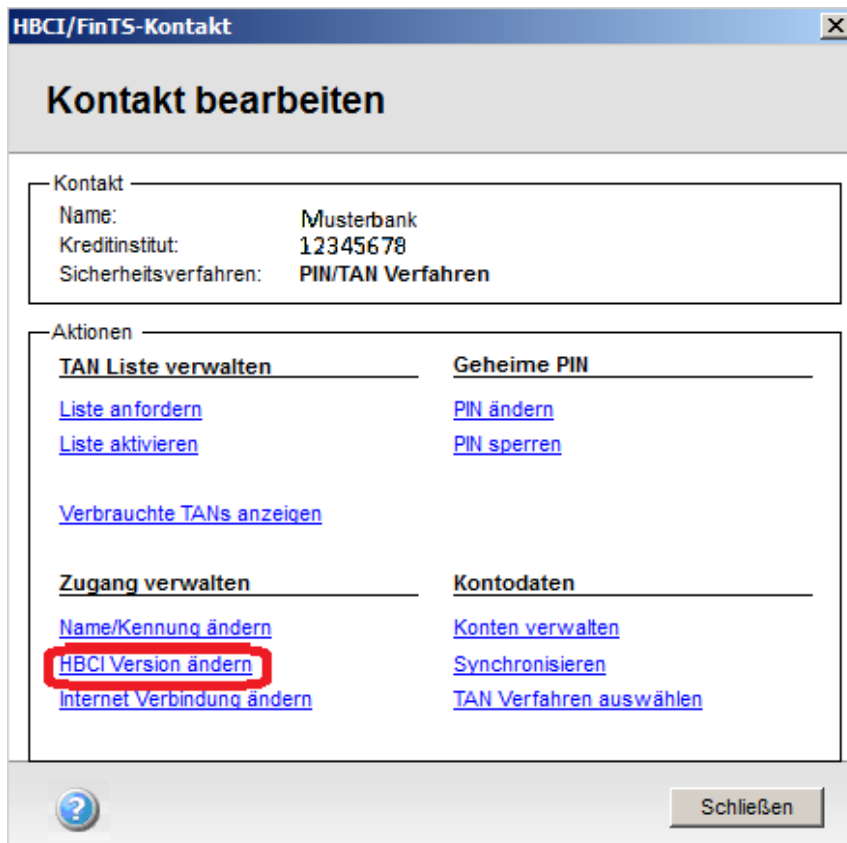 HBCI/FinTS-Kontakt
Kontakt bearbeiten
Kontakt
Name: Musterbank
Kreditinstitut: 12345678
Sicherheitsverfahren: PIN/TAN Verfahren
Aktionen
TAN Liste verwalten Geheime PIN
Liste anfordern PIN ändern
Liste aktivieren PIN sperren
Verbrauchte TANs anzeigen
Zugang verwalten Kontodaten
Name/Kennung ändern Konten verwalten
HBCI Version ändern Synchronisieren
Internet Verbindung ändern TAN Verfahren auswählen
? Schließen